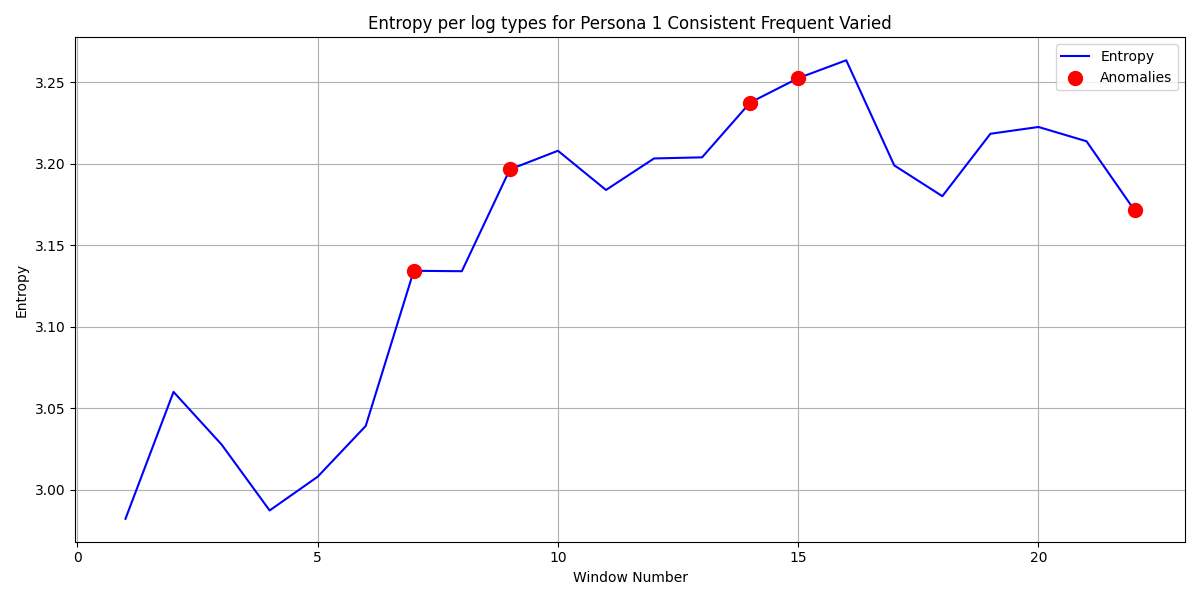 Entropy per log types for Persona 1 Consistent Frequent Varied
Entropy
Anomalies
3.25
3.20
3.15
3.10
3.05
3.00
Entropy
0
5
10
15
20
Window Number